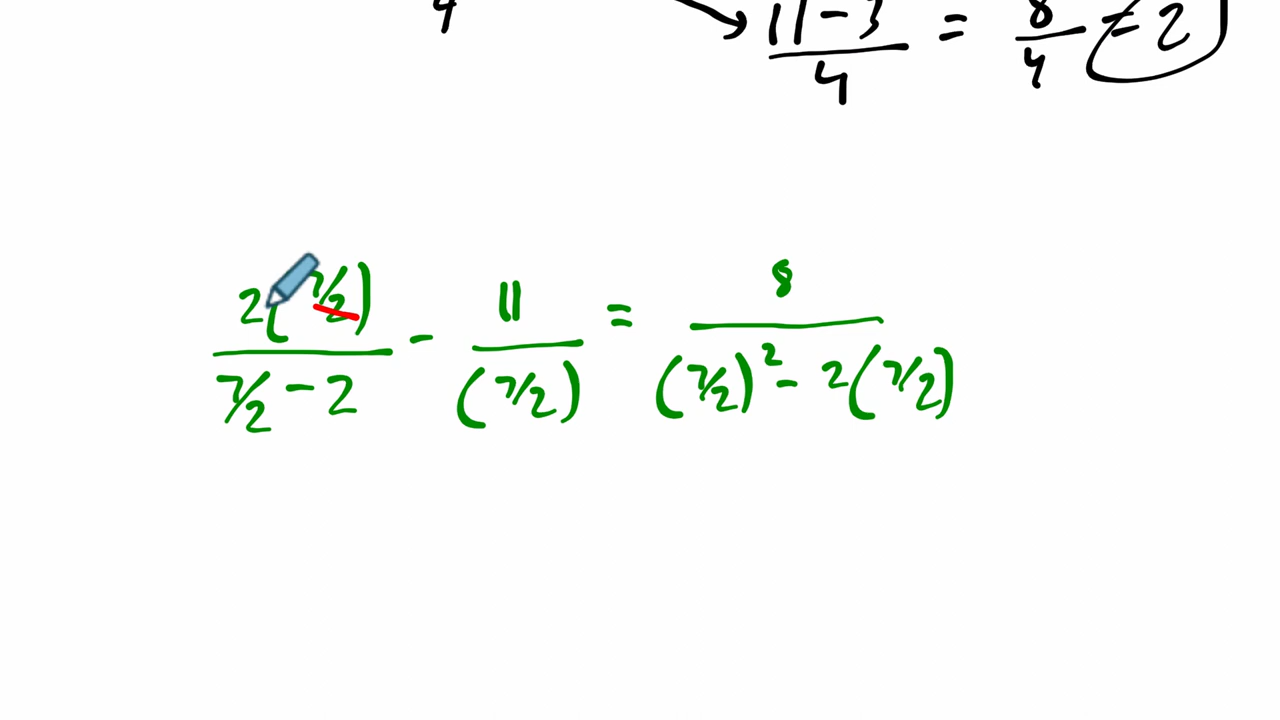 4
11 - 3 / 4 = 8 / 4 = 2
2(7/2) / 7/2 - 2 - 11 / (7/2) = 8 / (7/2)² - 2(7/2)